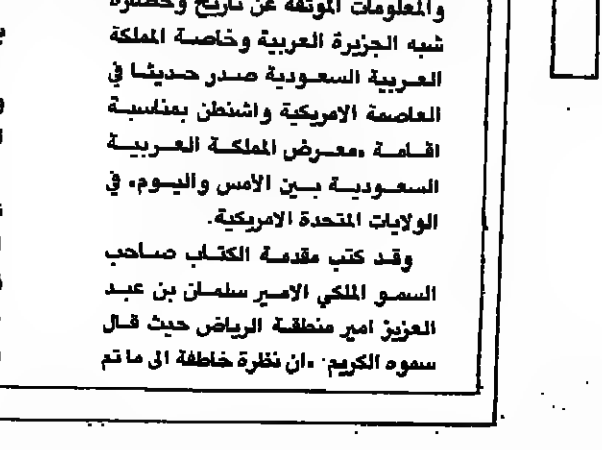 والمعلومات الموثقة عن تاريخ وحضارة
شبه الجزيرة العربية وخاصة المملكة
العربية السعودية صدر حديثا في
العاصمة الامريكية واشنطن بمناسبة
اقامة «معرض المملكة العربية
السعودية بين الأمس واليوم» في
الولايات المتحدة الامريكية.
وقد كتب مقدمة الكتاب صاحب
السمو الملكي الامير سلمان بن عبد
العزيز امير منطقة الرياض حيث قال
سموه الكريم: «ان نظرة خاطفة الى ما تم